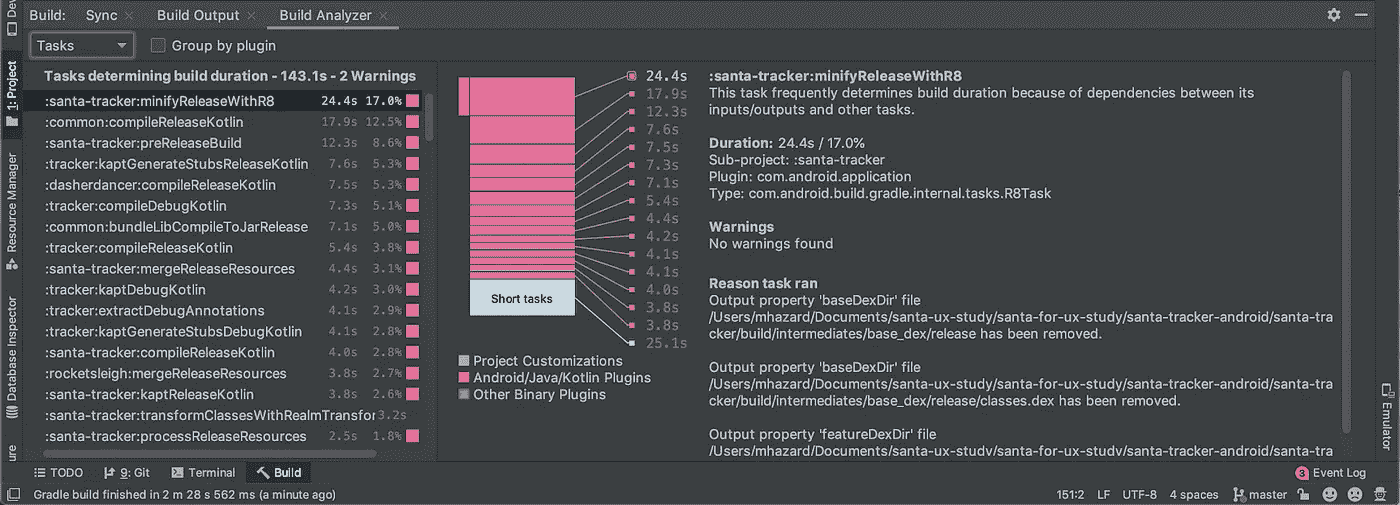 Build: Sync × Build Output × Build Analyzer ×
Tasks Group by plugin
Tasks determining build duration - 143.1s - 2 Warnings
:santa-tracker:minifyReleaseWithR8 24.4s 17.0%
:common:compileReleaseKotlin 17.9s 12.5%
:santa-tracker:preReleaseBuild 12.3s 8.6%
:tracker:kaptGenerateStubsReleaseKotlin 7.6s 5.3%
:dasherdancer:compileReleaseKotlin 7.5s 5.3%
:tracker:compileDebugKotlin 7.3s 5.1%
:common:bundleLibCompileToJarRelease 7.1s 5.0%
:tracker:compileReleaseKotlin 5.4s 3.8%
:santa-tracker:mergeReleaseResources 4.4s 3.1%
:tracker:kaptDebugKotlin 4.2s 3.0%
:tracker:extractDebugAnnotations 4.1s 2.9%
:tracker:kaptGenerateStubsDebugKotlin 4.1s 2.8%
:santa-tracker:compileReleaseKotlin 4.0s 2.8%
:rocketsleigh:mergeReleaseResources 3.8s 2.7%
:santa-tracker:kaptReleaseKotlin 3.8s 2.6%
:santa-tracker:transformClassesWithRealmTransfor 3.2s
:santa-tracker:processReleaseResources 2.5s 1.8%
24.4s
17.9s
12.3s
7.6s
7.5s
7.3s
7.1s
5.4s
4.4s
4.2s
4.1s
4.1s
4.0s
3.8s
3.8s
25.1s
Short tasks
Project Customizations
Android/Java/Kotlin Plugins
Other Binary Plugins
:santa-tracker:minifyReleaseWithR8
This task frequently determines build duration because of dependencies between its
inputs/outputs and other tasks.
Duration: 24.4s / 17.0%
Sub-project: :santa-tracker
Plugin: com.android.application
Type: com.android.build.gradle.internal.tasks.R8Task
Warnings
No warnings found
Reason task ran
Output property 'baseDexDir' file
/Users/mhazard/Documents/santa-ux-study/santa-for-ux-study/santa-tracker-android/santa-tra
cker/build/intermediates/base_dex/release has been removed.
Output property 'baseDexDir' file
/Users/mhazard/Documents/santa-ux-study/santa-for-ux-study/santa-tracker-android/santa-tra
cker/build/intermediates/base_dex/release/classes.dex has been removed.
Output property 'featureDexDir' file
/Users/mhazard/Documents/santa-ux-study/santa-for-ux-study/santa-tracker-android/santa-tra
1: Project
Resource Manager
Database Inspector
Emulator
TODO 9: Git Terminal Build 3 Event Log
Gradle build finished in 2 m 28 s 562 ms (a minute ago) 151:2 LF UTF-8 4 spaces master